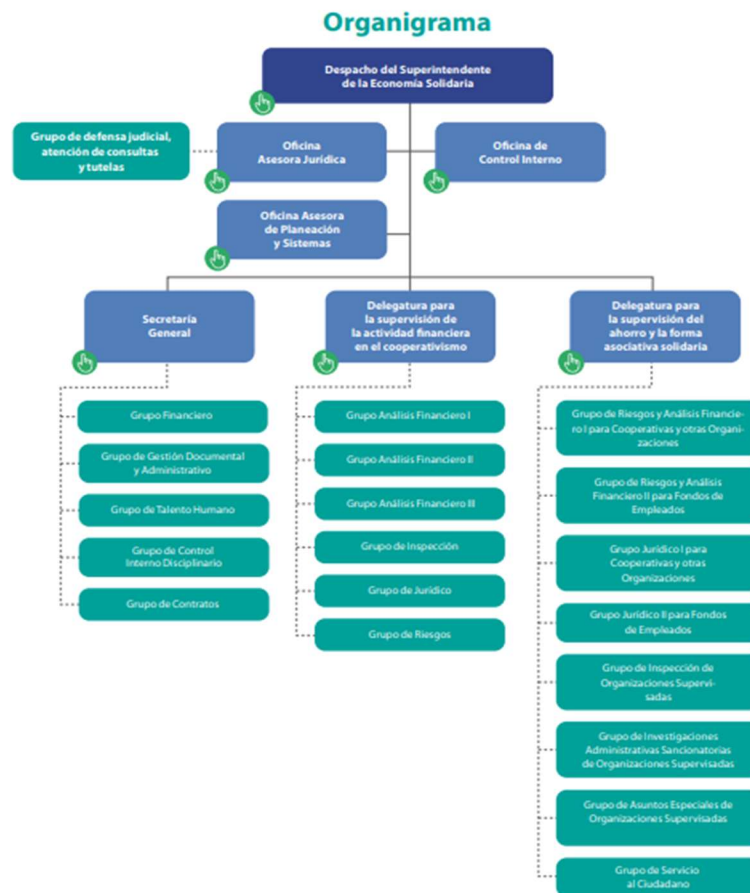 Organigrama
Despacho del Superintendente
de la Economía Solidaria
Grupo de defensa judicial,
atención de consultas
y tutelas
Oficina
Asesora Jurídica
Oficina de
Control Interno
Oficina Asesora
de Planeación
y Sistemas
Secretaría
General
Delegatura para
la supervisión de
la actividad financiera
en el cooperativismo
Delegatura para
la supervisión del
ahorro y la forma
asociativa solidaria
Grupo Financiero
Grupo de Gestión Documental
y Administrativo
Grupo de Talento Humano
Grupo de Control
Interno Disciplinario
Grupo de Contratos
Grupo Análisis Financiero I
Grupo Análisis Financiero II
Grupo Análisis Financiero III
Grupo de Inspección
Grupo de Jurídico
Grupo de Riesgos
Grupo de Riesgos y Análisis Financie-
ro I para Cooperativas y otras Organi-
zaciones
Grupo de Riesgos y Análisis
Financiero II para Fondos de
Empleados
Grupo Jurídico I para
Cooperativas y otras
Organizaciones
Grupo Jurídico II para Fondos
de Empleados
Grupo de Inspección de
Organizaciones Supervi-
sadas
Grupo de Investigaciones
Administrativas Sancionatorias
de Organizaciones Supervisadas
Grupo de Asuntos Especiales de
Organizaciones Supervisadas
Grupo de Servicio
al Ciudadano